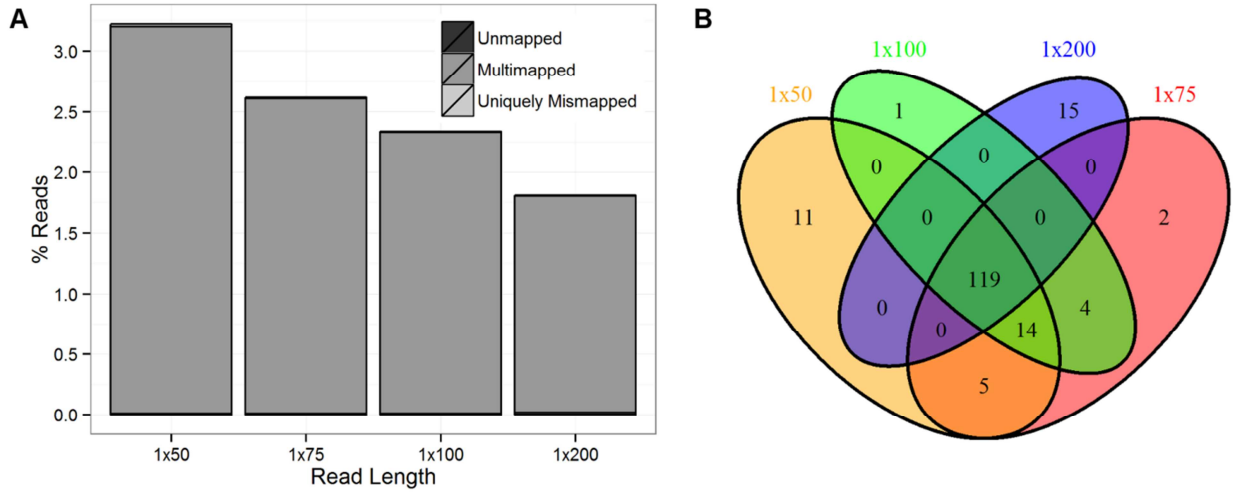 A
% Reads
3.0
2.5
2.0
1.5
1.0
0.5
0.0
1x50
1x75
1x100
1x200
Read Length
Unmapped
Multimapped
Uniquely Mismapped
B
1x50
1x100
1x200
1x75
1
15
0
0
0
11
0
0
2
119
0
4
0
14
5